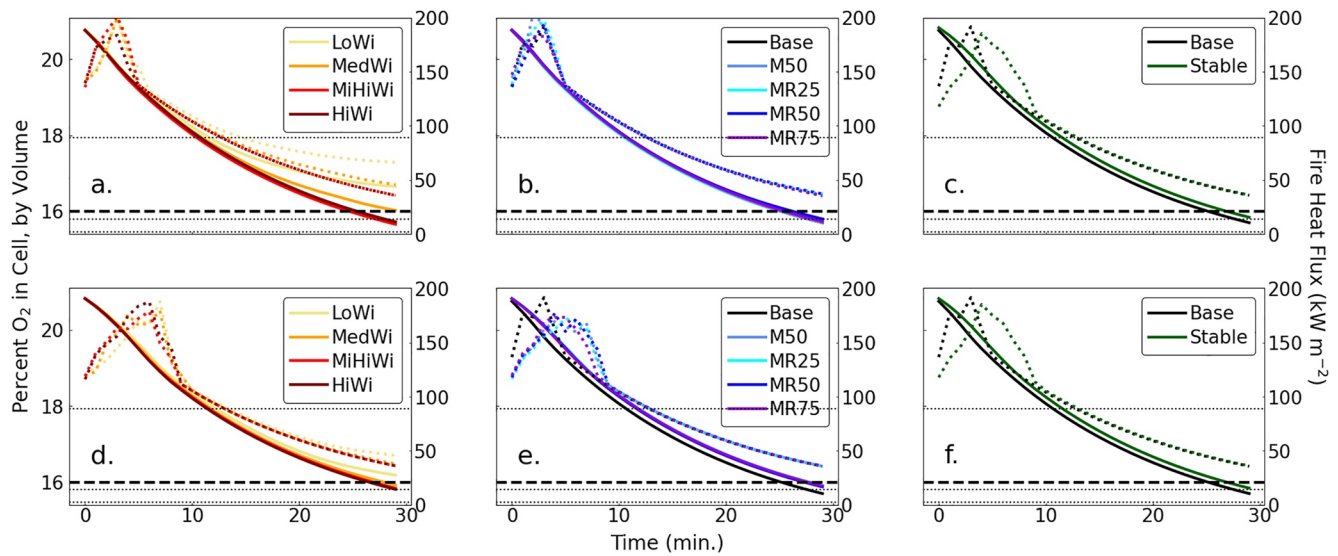 Percent O2 in Cell, by Volume
20
18
16
a.
LoWi
MedWi
MiHiWi
HiWi
200
150
100
50
0
b.
Base
M50
MR25
MR50
MR75
200
150
100
50
0
c.
Base
Stable
200
150
100
50
0
20
18
16
d.
LoWi
MedWi
MiHiWi
HiWi
200
150
100
50
0
0
10
20
30
e.
Base
M50
MR25
MR50
MR75
200
150
100
50
0
0
10
20
30
f.
Base
Stable
200
150
100
50
0
0
10
20
30
Time (min.)
Fire Heat Flux (kW m−2)